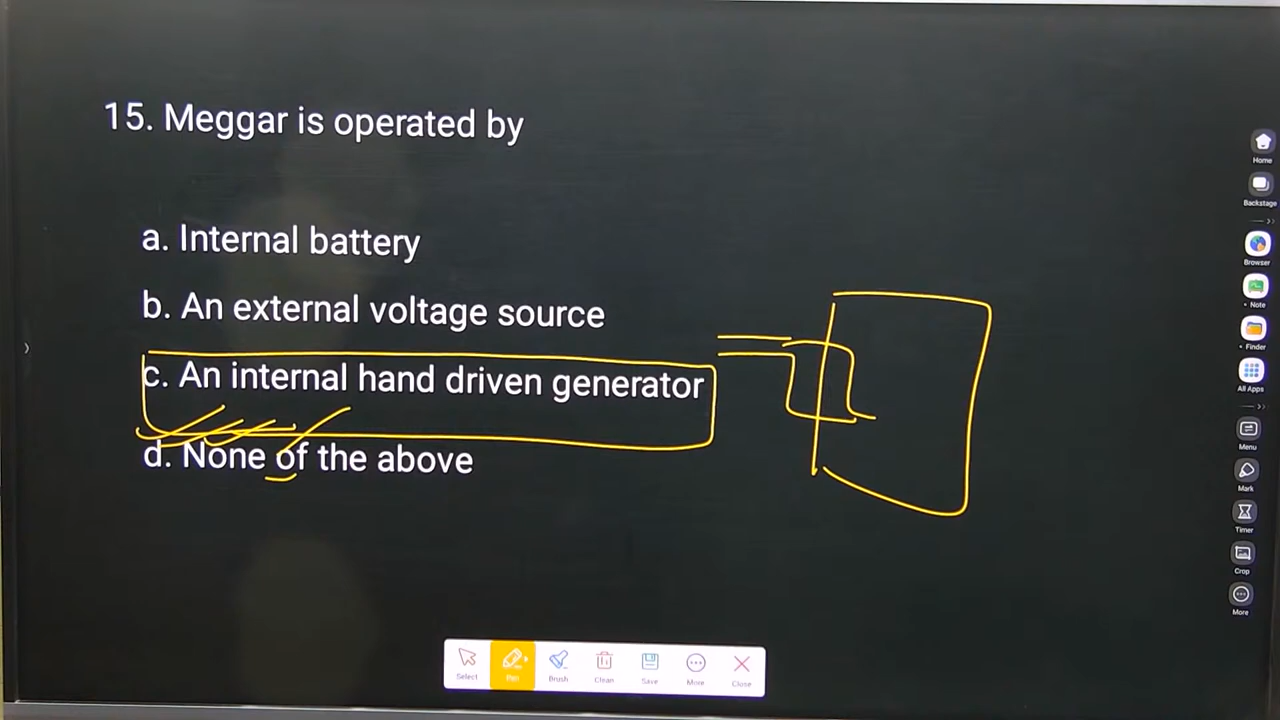 15. Meggar is operated by
a. Internal battery
b. An external voltage source
c. An internal hand driven generator
d. None of the above
Home
Backstage
Browser
Note
Finder
All Apps
Menu
Mark
Timer
Crop
More
Select
Pen
Brush
Clean
Save
More
Close